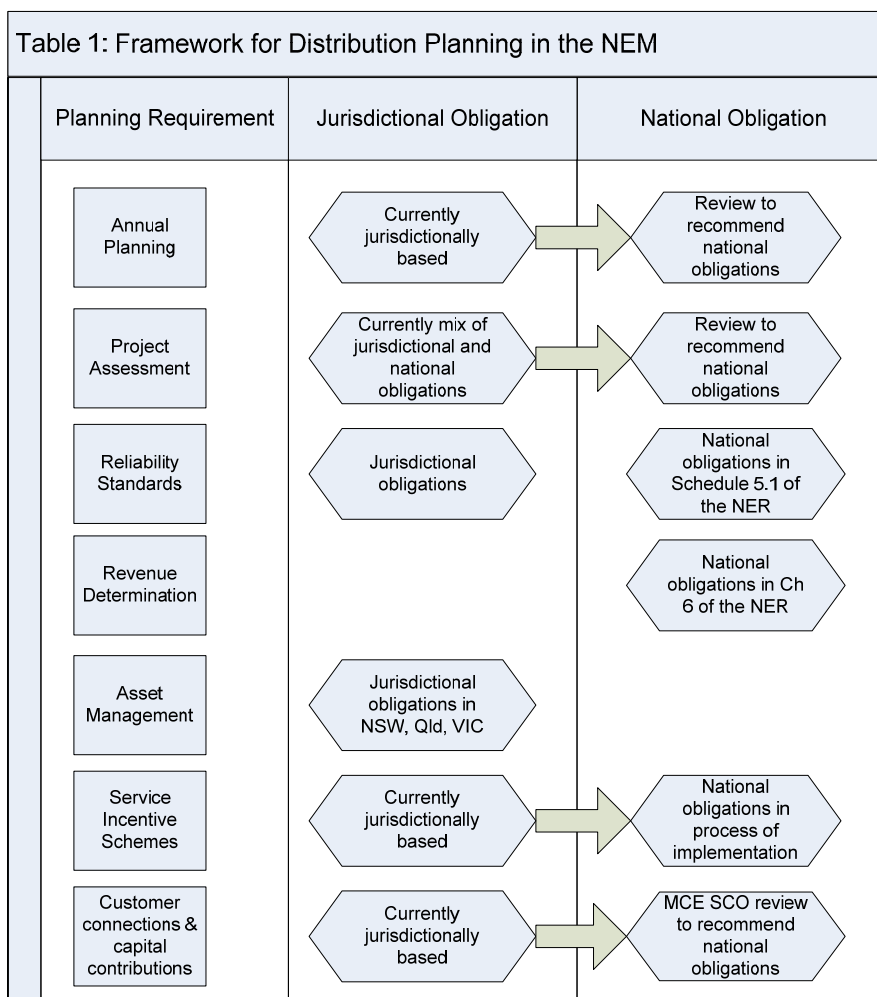 Table 1: Framework for Distribution Planning in the NEM
Planning Requirement
Jurisdictional Obligation
National Obligation
Annual
Planning
Currently
jurisdictionally
based
Review to
recommend
national
obligations
Project
Assessment
Currently mix of
jurisdictional and
national
obligations
Review to
recommend
national
obligations
Reliability
Standards
Jurisdictional
obligations
National
obligations in
Schedule 5.1 of
the NER
Revenue
Determination
National
obligations in Ch
6 of the NER
Asset
Management
Jurisdictional
obligations in
NSW, Qld, VIC
Service
Incentive
Schemes
Currently
jurisdictionally
based
National
obligations in
process of
implementation
Customer
connections &
capital
contributions
Currently
jurisdictionally
based
MCE SCO review
to recommend
national
obligations